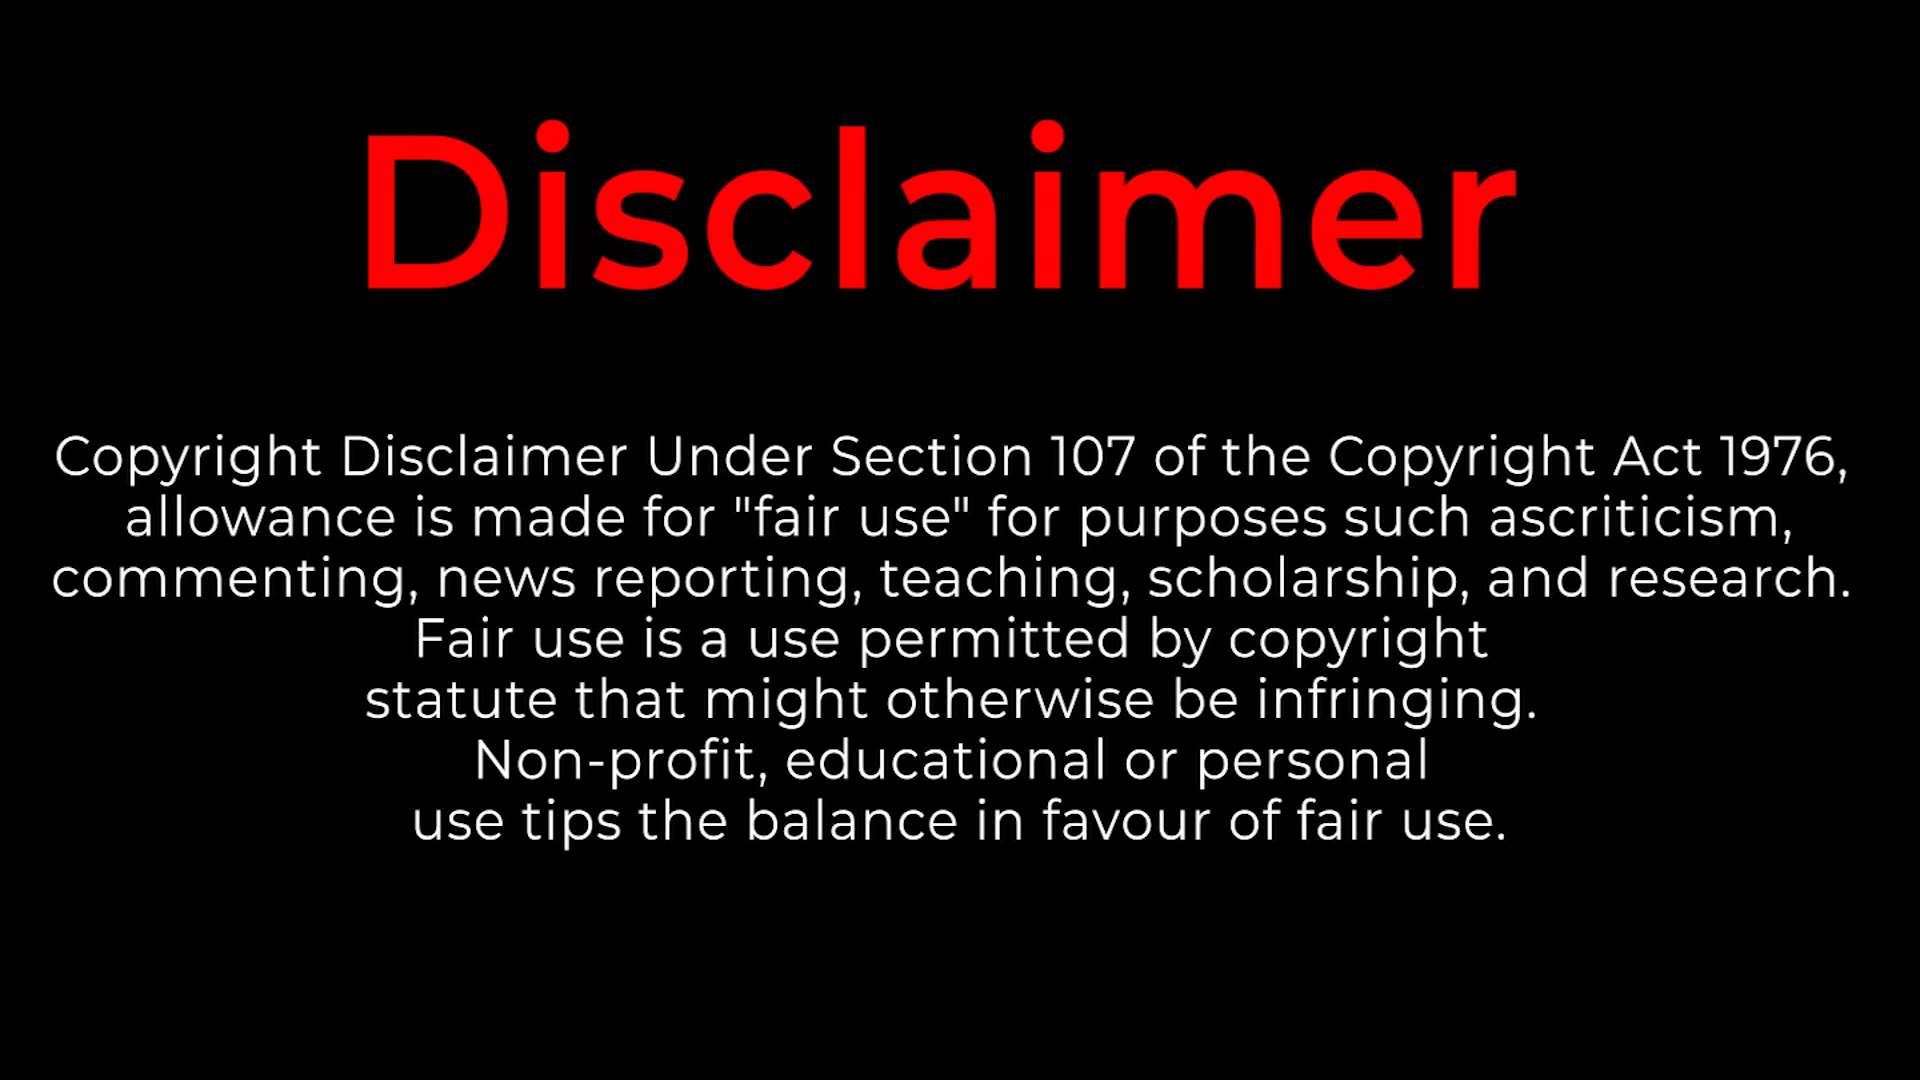 Disclaimer
Copyright Disclaimer Under Section 107 of the Copyright Act 1976,
allowance is made for "fair use" for purposes such ascriticism,
commenting, news reporting, teaching, scholarship, and research.
Fair use is a use permitted by copyright
statute that might otherwise be infringing.
Non-profit, educational or personal
use tips the balance in favour of fair use.